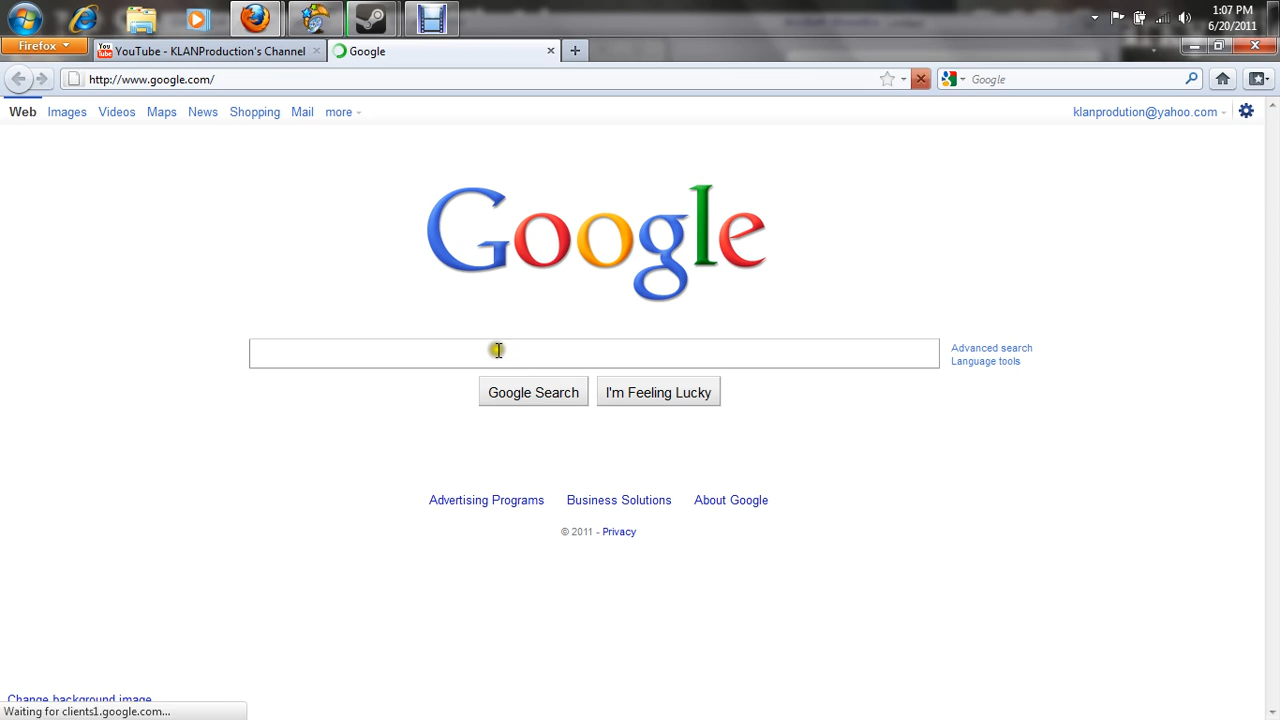 1:07 PM
6/20/2011
Firefox
YouTube - KLANProduction's Channel
Google
http://www.google.com/
Google
Web Images Videos Maps News Shopping Mail more
klanprodution@yahoo.com
Google
Advanced search
Language tools
Google Search
I'm Feeling Lucky
Advertising Programs Business Solutions About Google
© 2011 - Privacy
Change background image
Waiting for clients1.google.com...